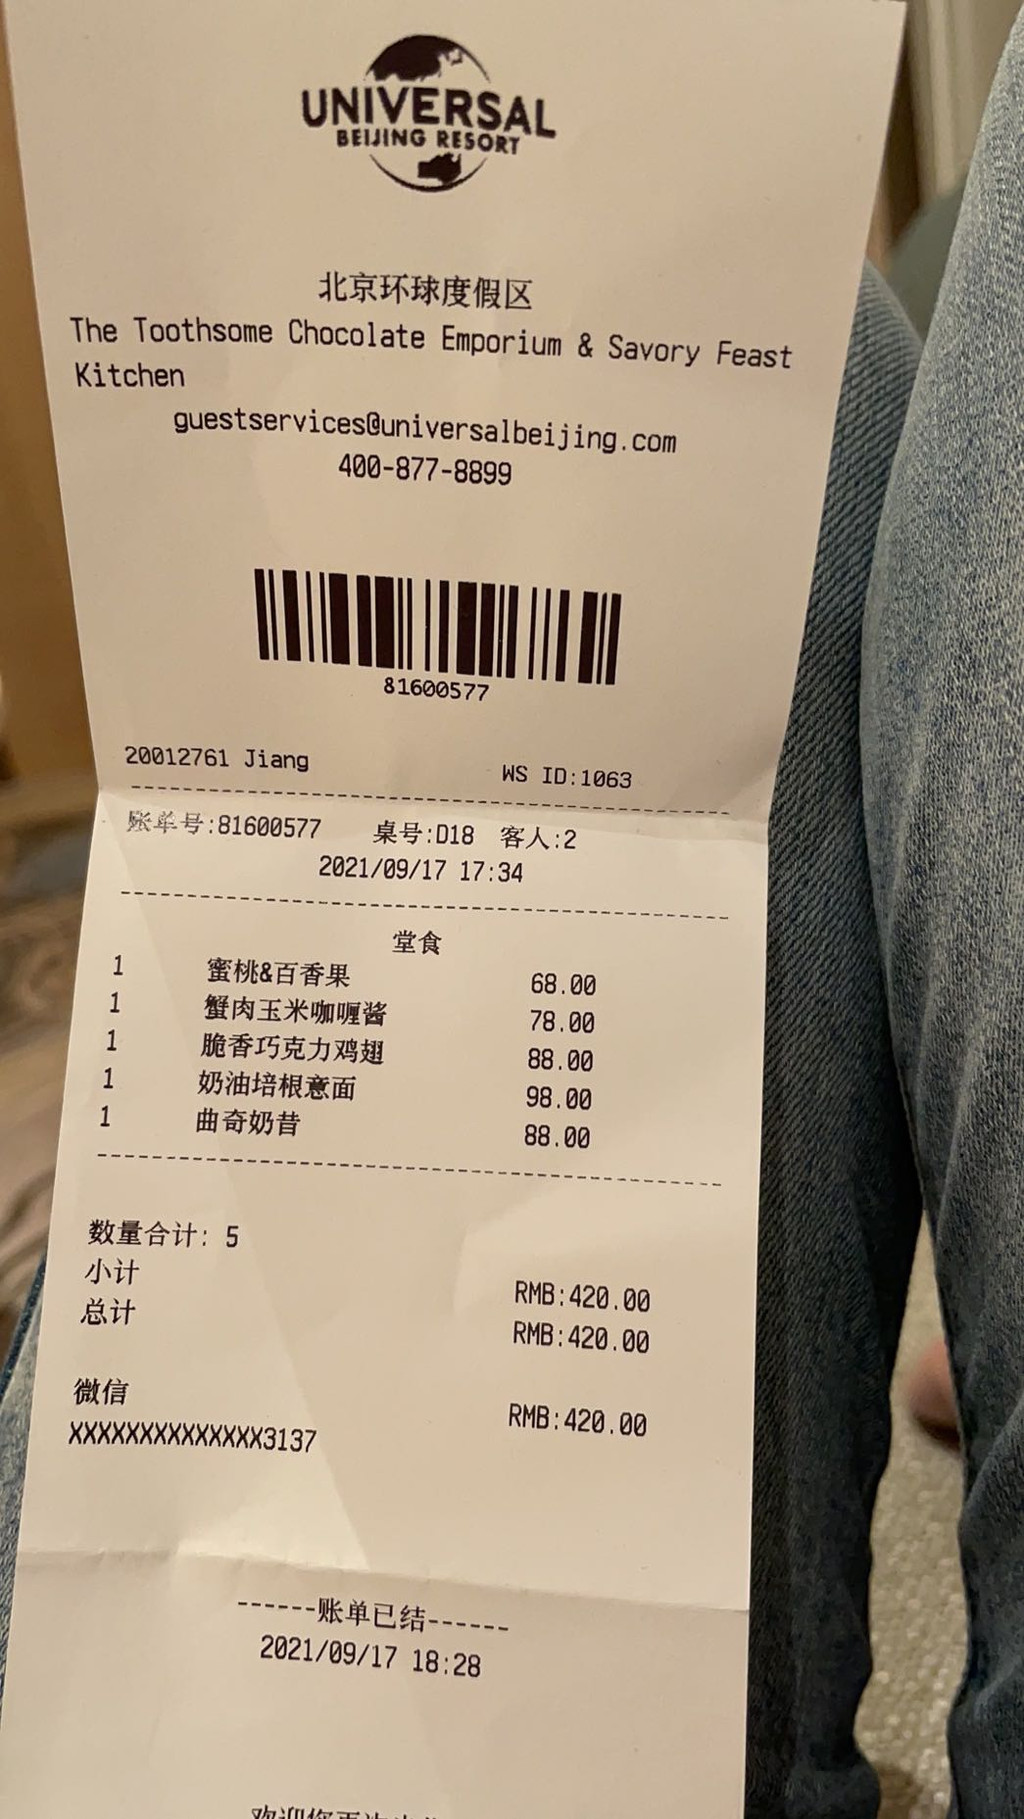 UNIVERSAL
BEIJING RESORT
北京环球度假区
The Toothsome Chocolate Emporium & Savory Feast
Kitchen
guestservices@universalbeijing.com
400-877-8899
81600577
20012761 Jiang WS ID:1063
账单号:81600577 桌号:D18 客人:2
2021/09/17 17:34
堂食
1 蜜桃&百香果 68.00
1 蟹肉玉米咖喱酱 78.00
1 脆香巧克力鸡翅 88.00
1 奶油培根意面 98.00
1 曲奇奶昔 88.00
数量合计: 5
小计 RMB:420.00
总计 RMB:420.00
微信 RMB:420.00
XXXXXXXXXXXXXX3137
------账单已结------
2021/09/17 18:28
欢迎您再次